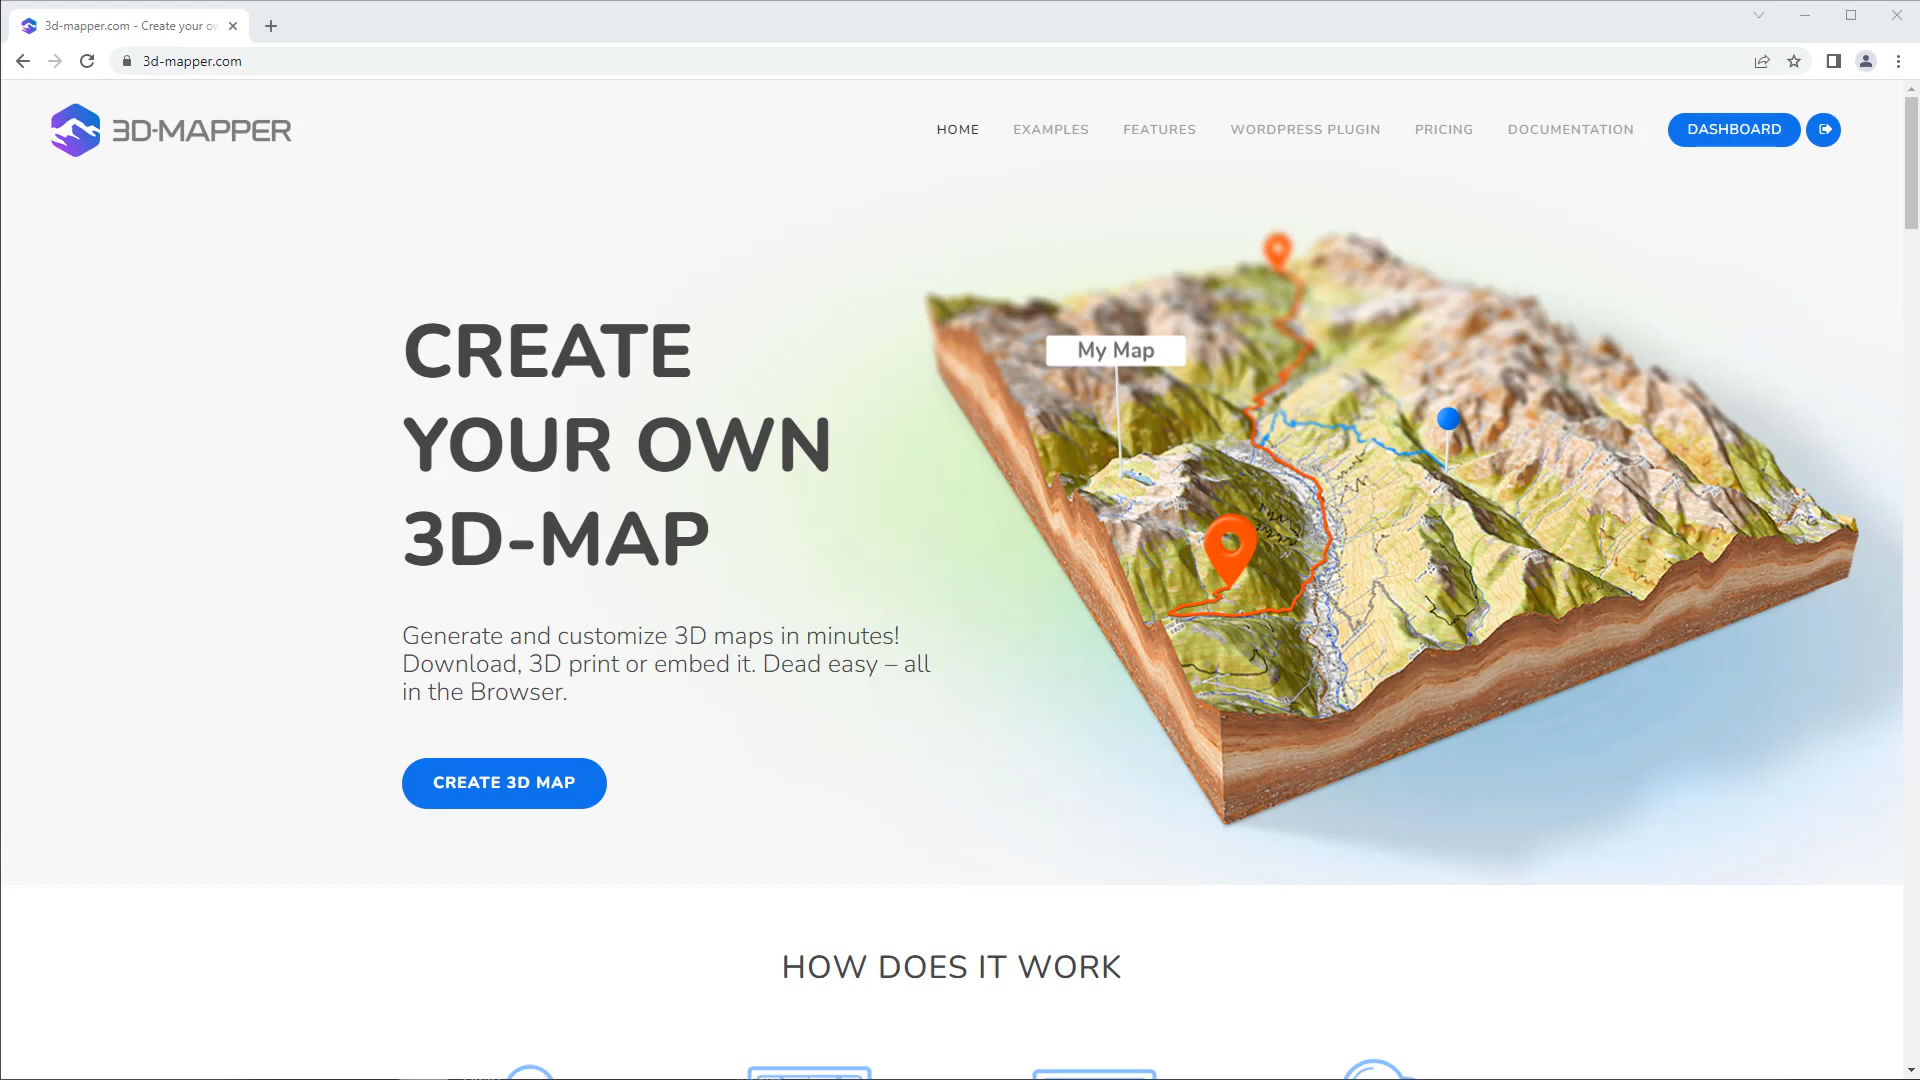 3d-mapper.com - Create your ow
3d-mapper.com
3D-MAPPER
HOME
EXAMPLES
FEATURES
WORDPRESS PLUGIN
PRICING
DOCUMENTATION
DASHBOARD
CREATE
YOUR OWN
3D-MAP
My Map
Generate and customize 3D maps in minutes!
Download, 3D print or embed it. Dead easy – all
in the Browser.
CREATE 3D MAP
HOW DOES IT WORK